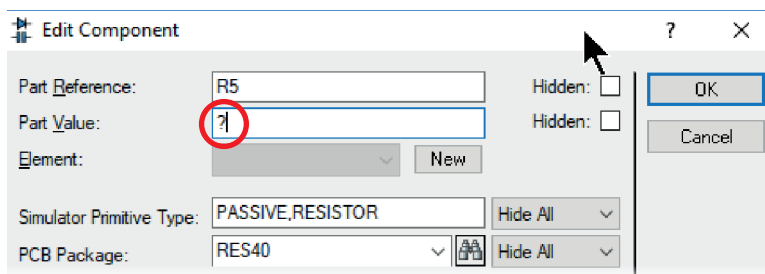 Edit Component ?
Part Reference: R5 Hidden: OK
Part Value: ? Hidden:
Cancel
Element: New
Simulator Primitive Type: PASSIVE,RESISTOR Hide All
PCB Package: RES40 Hide All